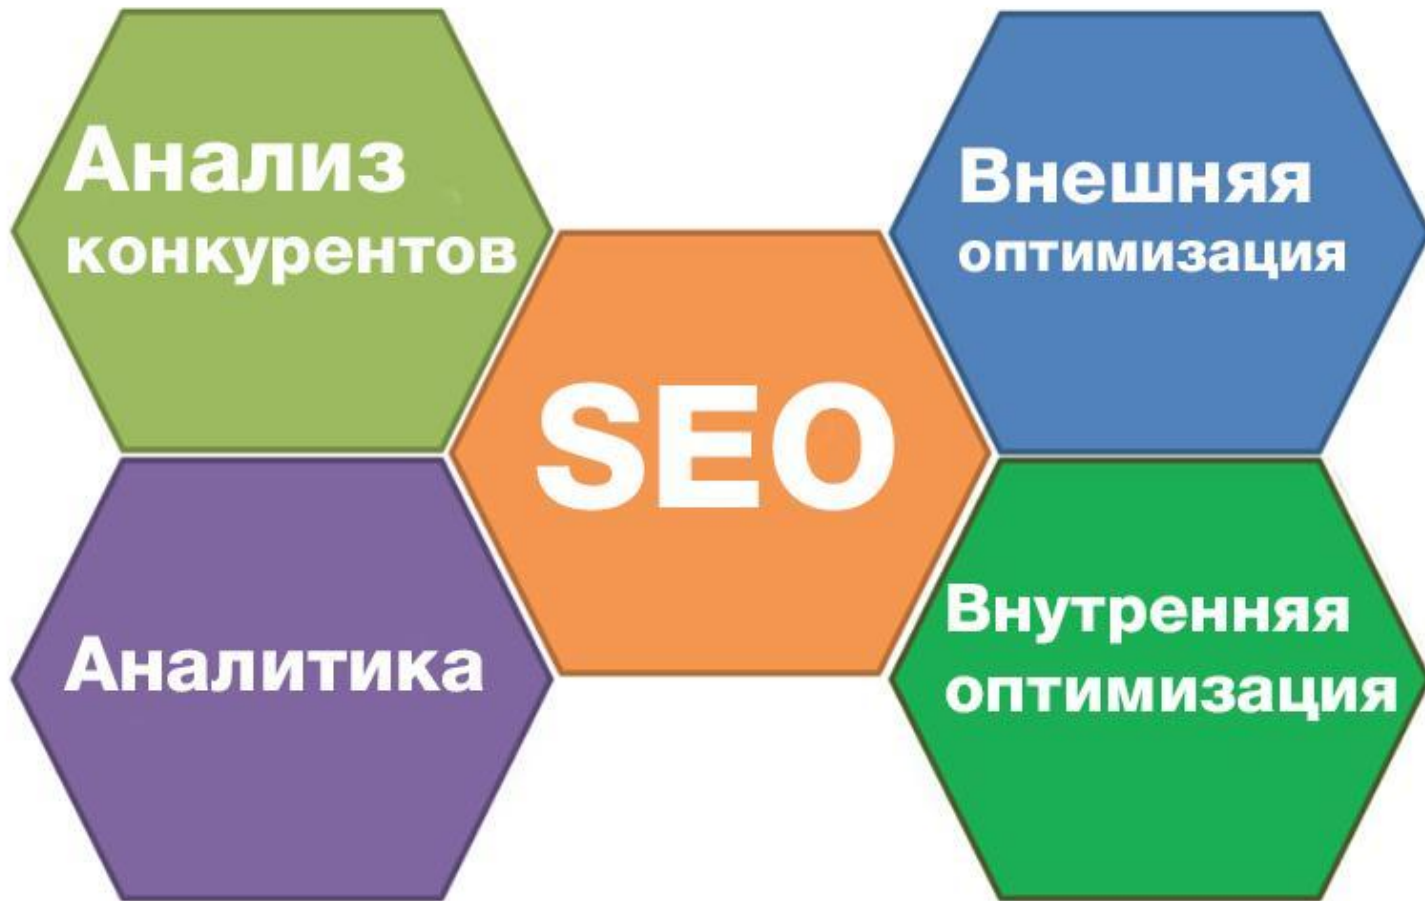 Анализ
конкурентов
Внешняя
оптимизация
SEO
Аналитика
Внутренняя
оптимизация